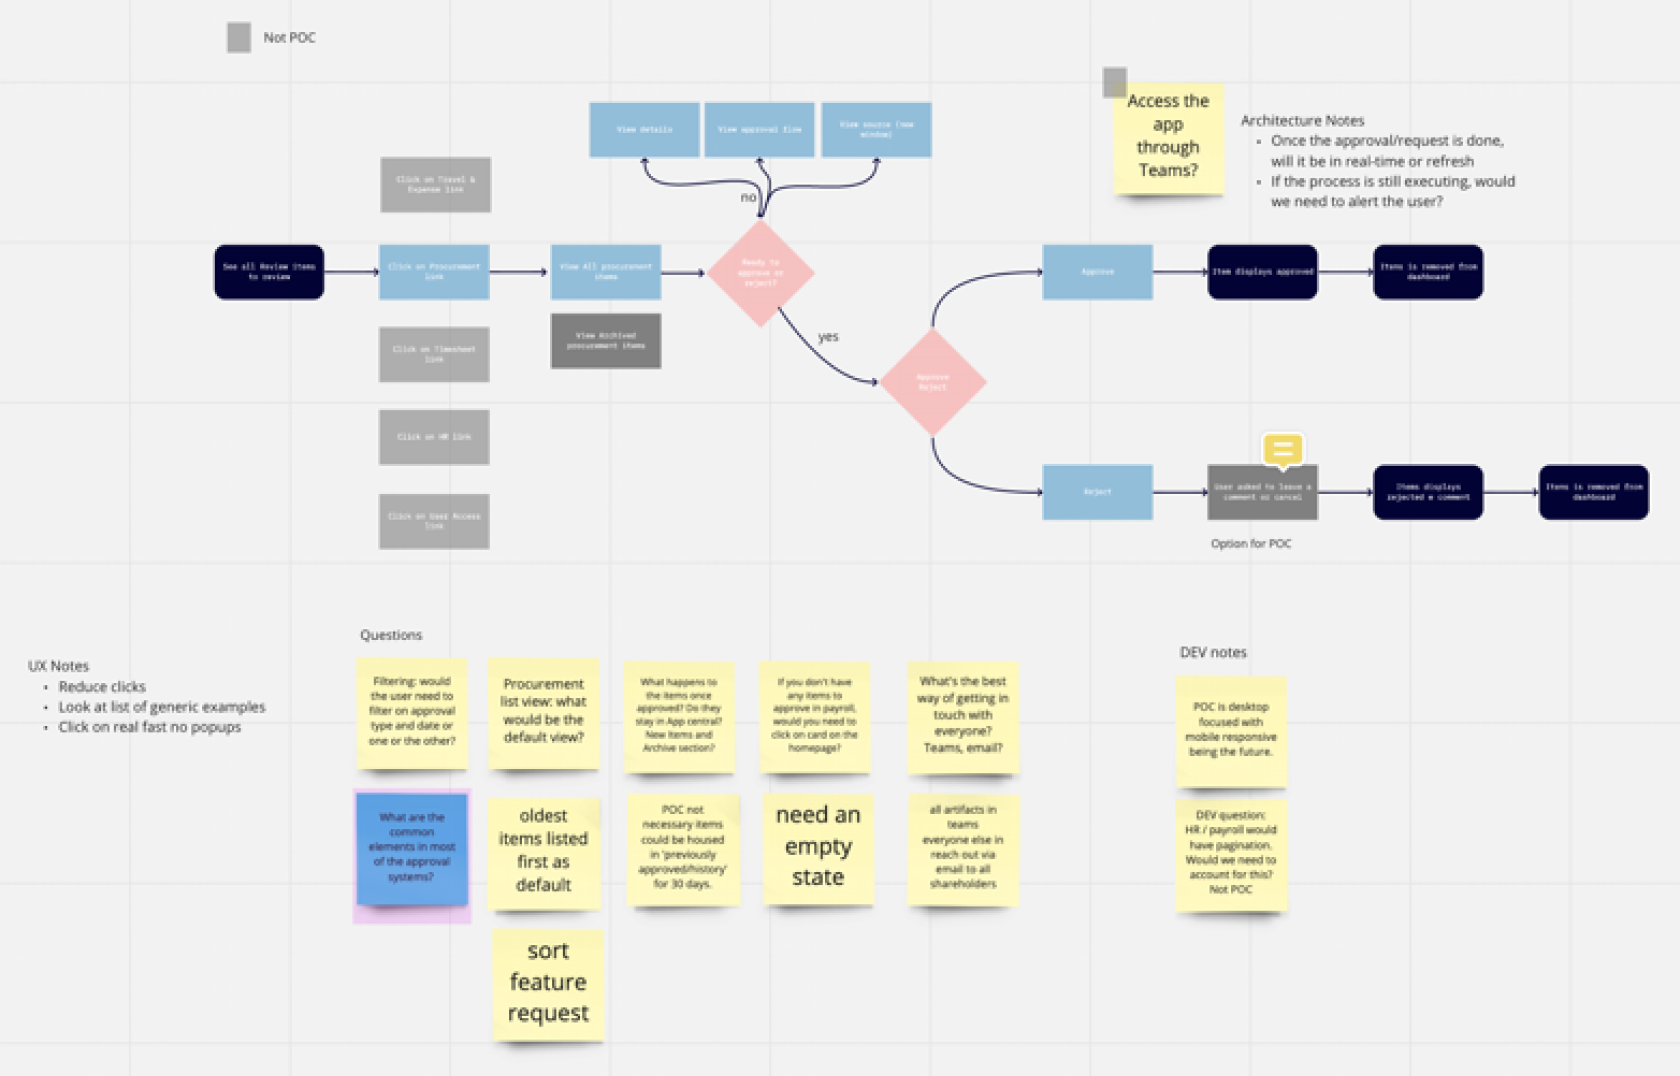 Not POC
View details
View approval flow
View source (new
window)
Access the
app
through
Teams?
Architecture Notes
Once the approval/request is done,
will it be in real-time or refresh
If the process is still executing, would
we need to alert the user?
Click on Travel &
Expense link
no
See all Review items
to review
Click on Procurement
link
View All procurement
items
Ready to
approve or
reject?
Approve
Item displays approved
Items is removed from
dashboard
View Archived
procurement items
yes
Click on Timesheet
link
Approve
Reject
Click on HR link
Reject
User asked to leave a
comment or cancel
Items displays
rejected a comment
Items is removed from
dashboard
Click on User Access
link
Option for POC
UX Notes
Reduce clicks
Look at list of generic examples
Click on real fast no popups
Questions
Filtering: would
the user need to
filter on approval
type and date or
one or the other?
Procurement
list view: what
would be the
default view?
What happens to
the items once
approved? Do they
stay in App central?
New Items and
Archive section?
If you don't have
any items to
approve in payroll,
would you need to
click on card on the
homepage?
What's the best
way of getting in
touch with
everyone?
Teams, email?
What are the
common
elements in most
of the approval
systems?
oldest
items listed
first as
default
POC not
necessary items
could be housed
in 'previously
approved/history'
for 30 days.
need an
empty
state
all artifacts in
teams
everyone else in
reach out via
email to all
shareholders
sort
feature
request
DEV notes
POC is desktop
focused with
mobile responsive
being the future.
DEV question:
HR / payroll would
have pagination.
Would we need to
account for this?
Not POC